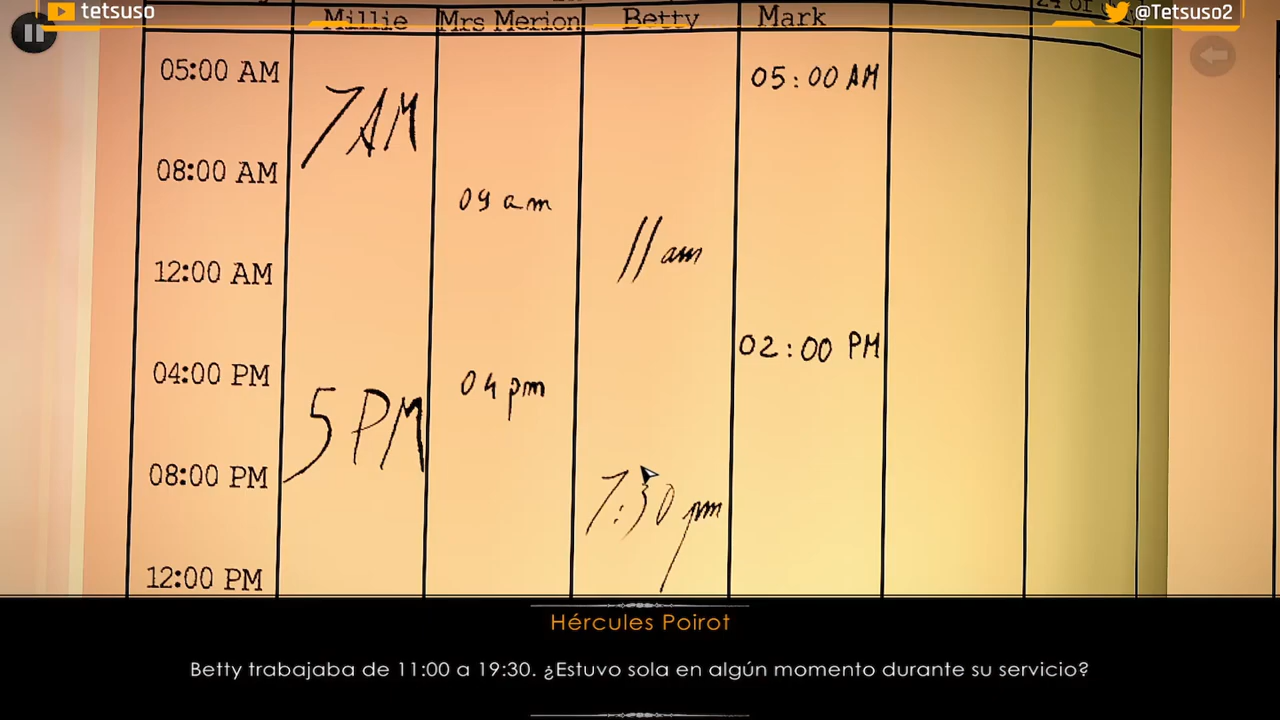 tetsuso
@Tetsuso2
Millie Mrs Merion Betty Mark
05:00 AM 05:00 AM
7 AM
08:00 AM
09 am
11 am
12:00 AM
02:00 PM
04:00 PM 04 pm
5 PM
08:00 PM
7:30 pm
12:00 PM
Hércules Poirot
Betty trabajaba de 11:00 a 19:30. ¿Estuvo sola en algún momento durante su servicio?